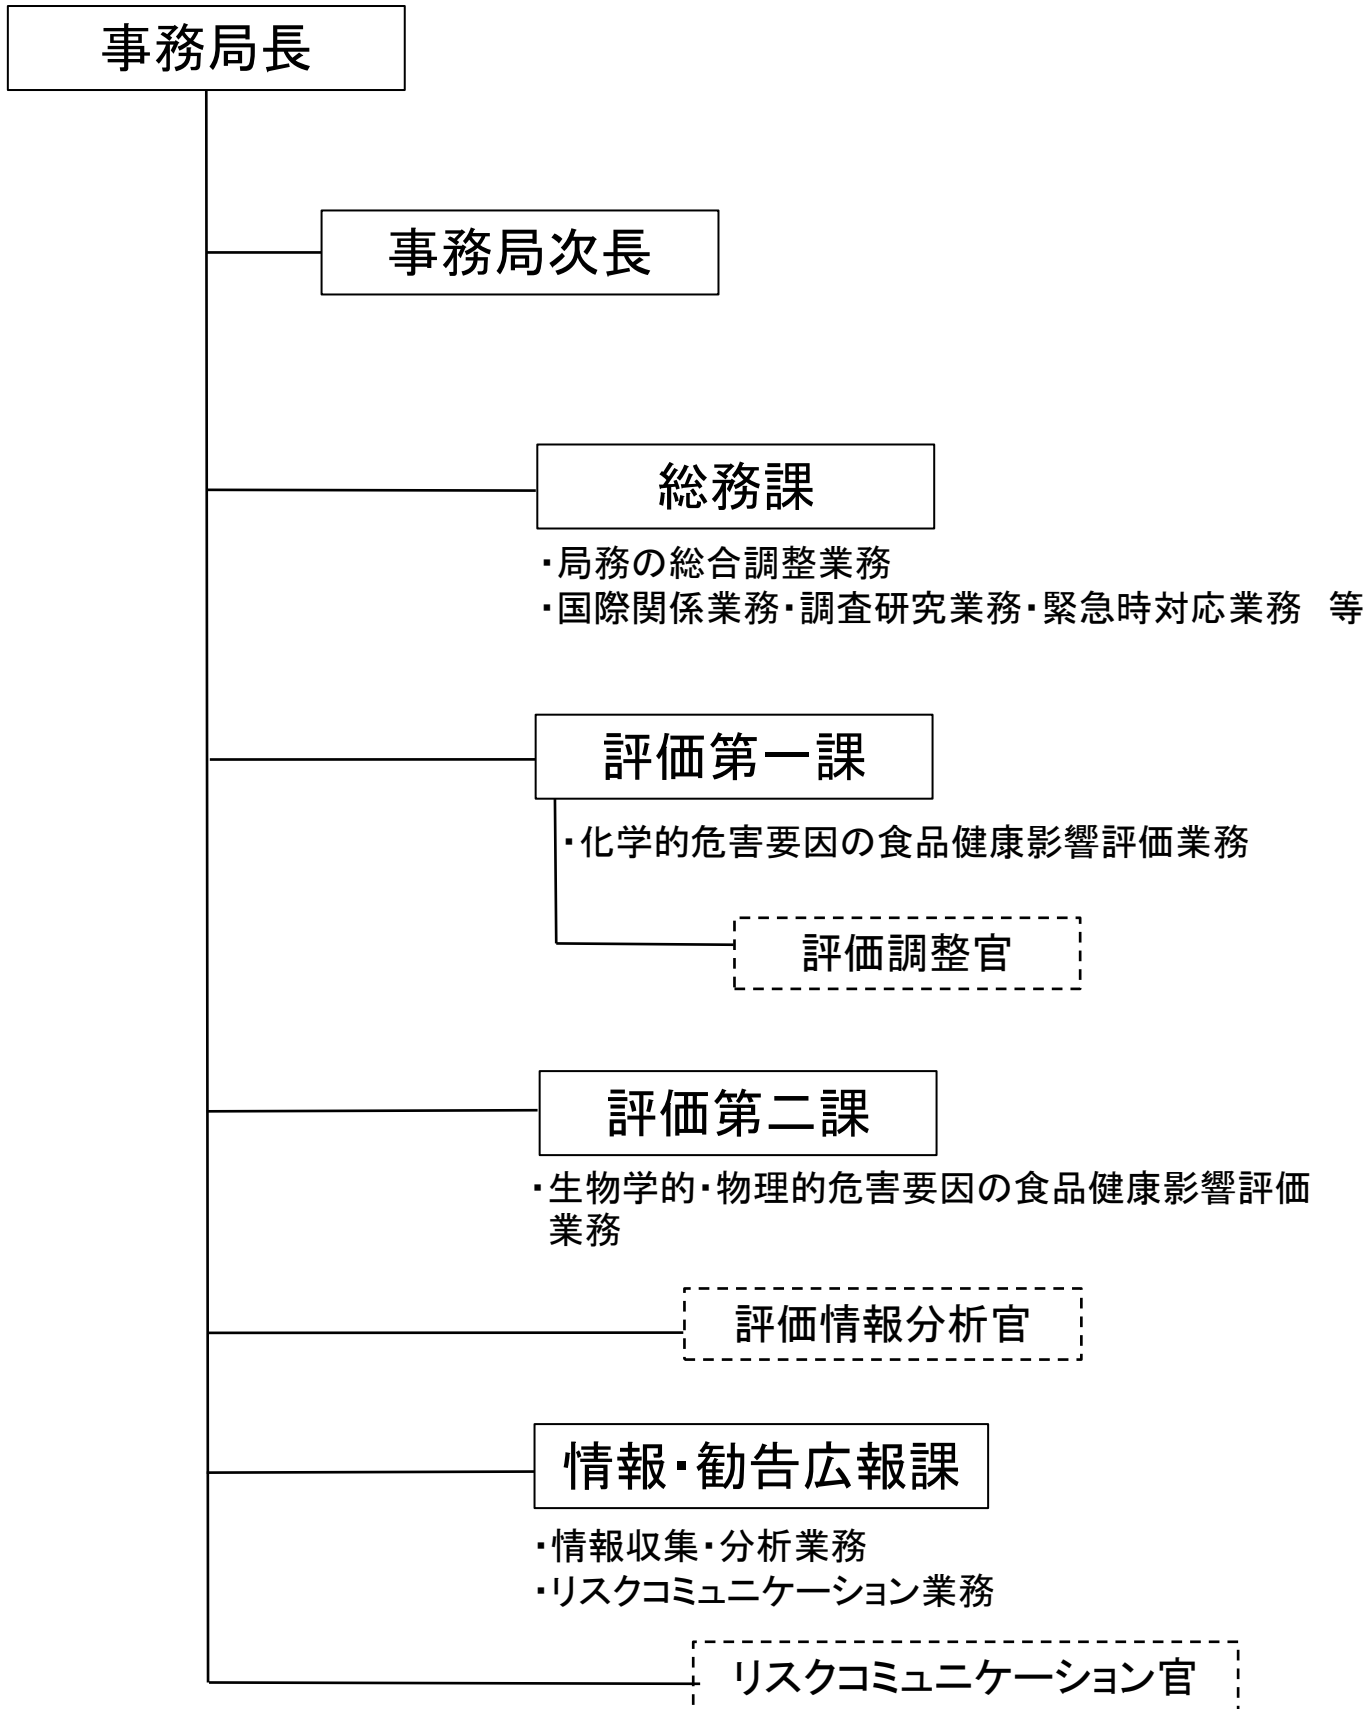 事務局長
事務局次長
総務課
・局務の総合調整業務
・国際関係業務・調査研究業務・緊急時対応業務　等
評価第一課
・化学的危害要因の食品健康影響評価業務
評価調整官
評価第二課
・生物学的・物理的危害要因の食品健康影響評価
業務
評価情報分析官
情報・勧告広報課
・情報収集・分析業務
・リスクコミュニケーション業務
リスクコミュニケーション官